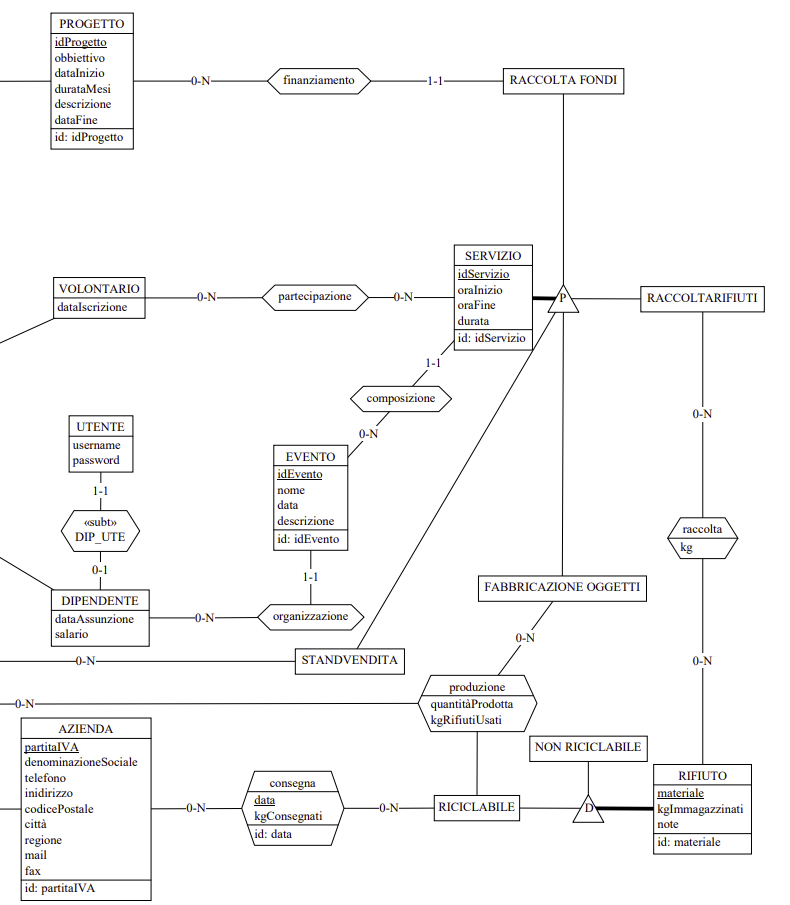 PROGETTO
idProgetto
obbiettivo
dataInizio
durataMesi
descrizione
dataFine
id: idProgetto
0-N
finanziamento
1-1
RACCOLTA FONDI
SERVIZIO
idServizio
oraInizio
oraFine
durata
id: idServizio
P
RACCOLTARIFIUTI
VOLONTARIO
dataIscrizione
0-N
partecipazione
0-N
1-1
composizione
0-N
UTENTE
username
password
1-1
«subt»
DIP_UTE
0-1
EVENTO
idEvento
nome
data
descrizione
id: idEvento
1-1
0-N
raccolta
kg
0-N
DIPENDENTE
dataAssunzione
salario
0-N
organizzazione
FABBRICAZIONE OGGETTI
0-N
0-N
STANDVENDITA
0-N
produzione
quantitàProdotta
kgRifiutiUsati
AZIENDA
partitaIVA
denominazioneSociale
telefono
inidirizzo
codicePostale
città
regione
mail
fax
id: partitaIVA
0-N
consegna
data
kgConsegnati
id: data
0-N
RICICLABILE
NON RICICLABILE
D
RIFIUTO
materiale
kgImmagazzinati
note
id: materiale